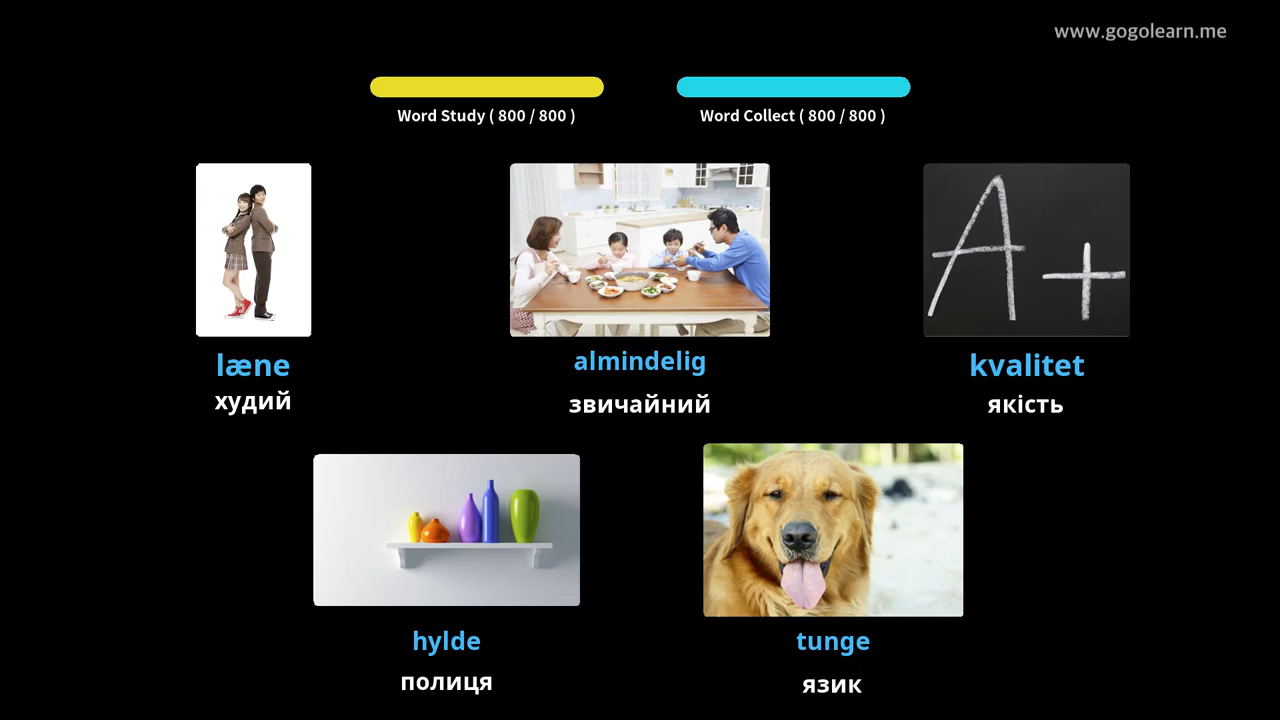 www.gogolearn.me
Word Study ( 800 / 800 )
Word Collect ( 800 / 800 )
A+
læne
almindelig
kvalitet
худий
звичайний
якість
hylde
tunge
полиця
язик